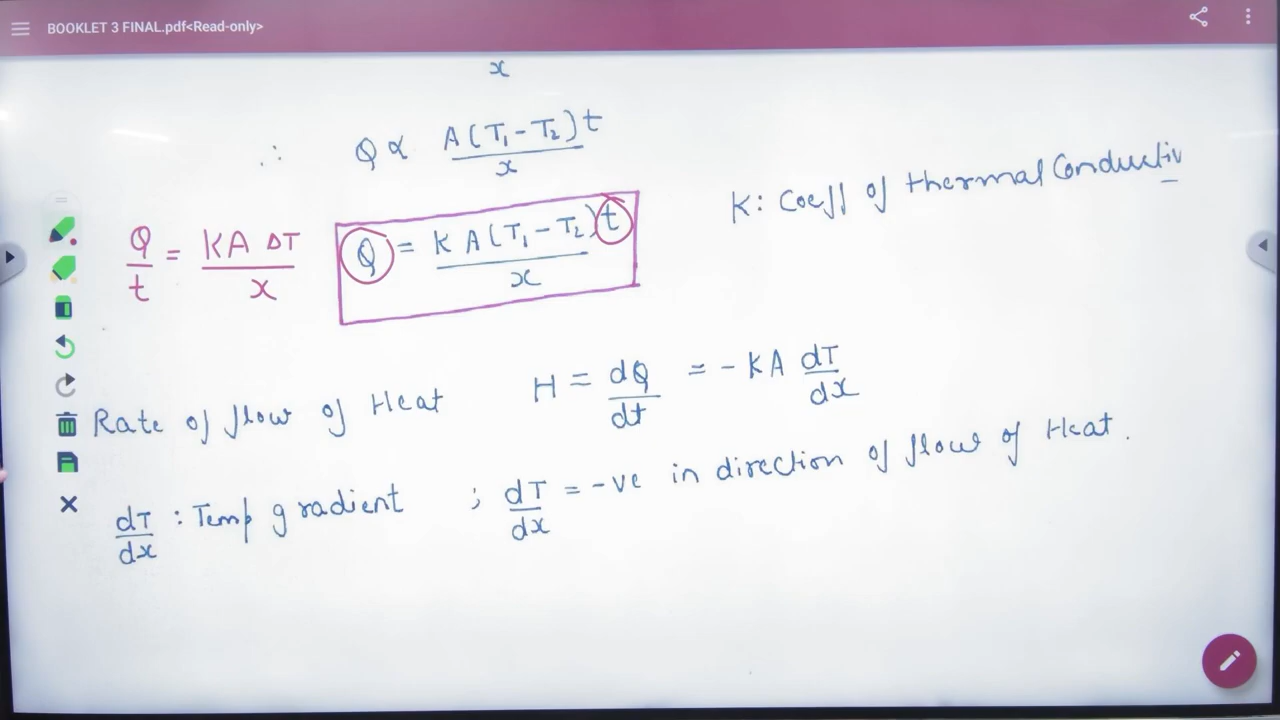 BOOKLET 3 FINAL.pdf<Read-only>
x
∴ Q ∝ A(T₁-T₂)t / x
Q/t = KA ΔT / x
Q = K A(T₁-T₂)t / x
K: Coeff of thermal Conductiv
Rate of flow of Heat H = dQ/dt = -KA dT/dx
dT/dx : Temp gradient ; dT/dx = -ve in direction of flow of Heat.